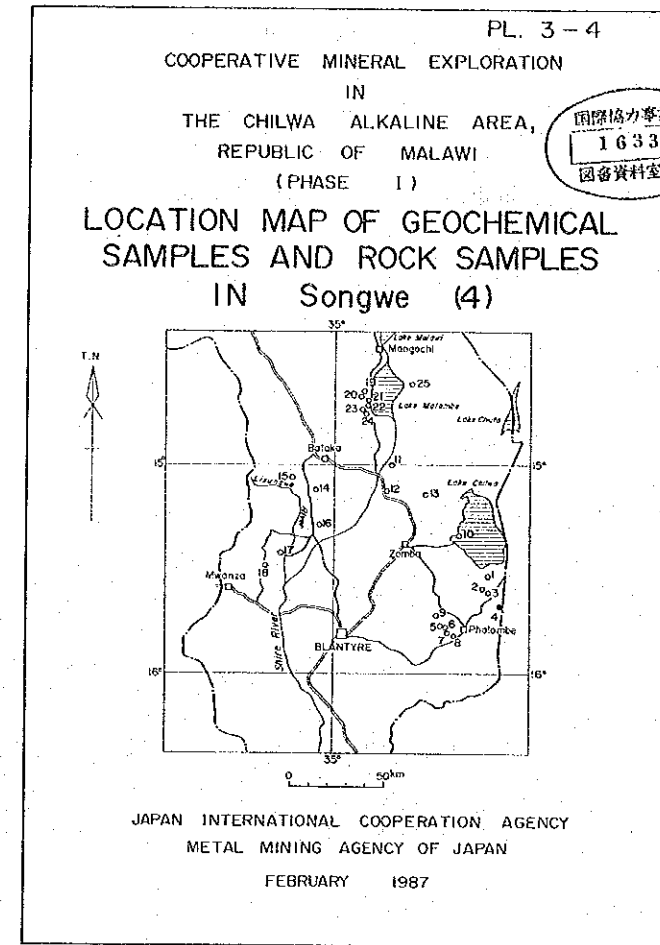 PL. 3-4
COOPERATIVE MINERAL EXPLORATION
IN
THE CHILWA ALKALINE AREA,
REPUBLIC OF MALAWI
(PHASE I)
国際協力事
1633
図書資料室
LOCATION MAP OF GEOCHEMICAL
SAMPLES AND ROCK SAMPLES
IN Songwe (4)
T.N
35°
Lake Malawi
Mangochi
19
25
20
21
23
22
Lake Malombe
24
Lake Chuta
Balaka
15°
11
15°
15
Lisungwe
14
12
13
Lake Chilwa
16
10
17
Zomba
18
1
Mwanza
2
3
4
9
5
6
Phalombe
7
8
Shire River
BLANTYRE
16°
16°
35°
0
50km
JAPAN INTERNATIONAL COOPERATION AGENCY
METAL MINING AGENCY OF JAPAN
FEBRUARY 1987